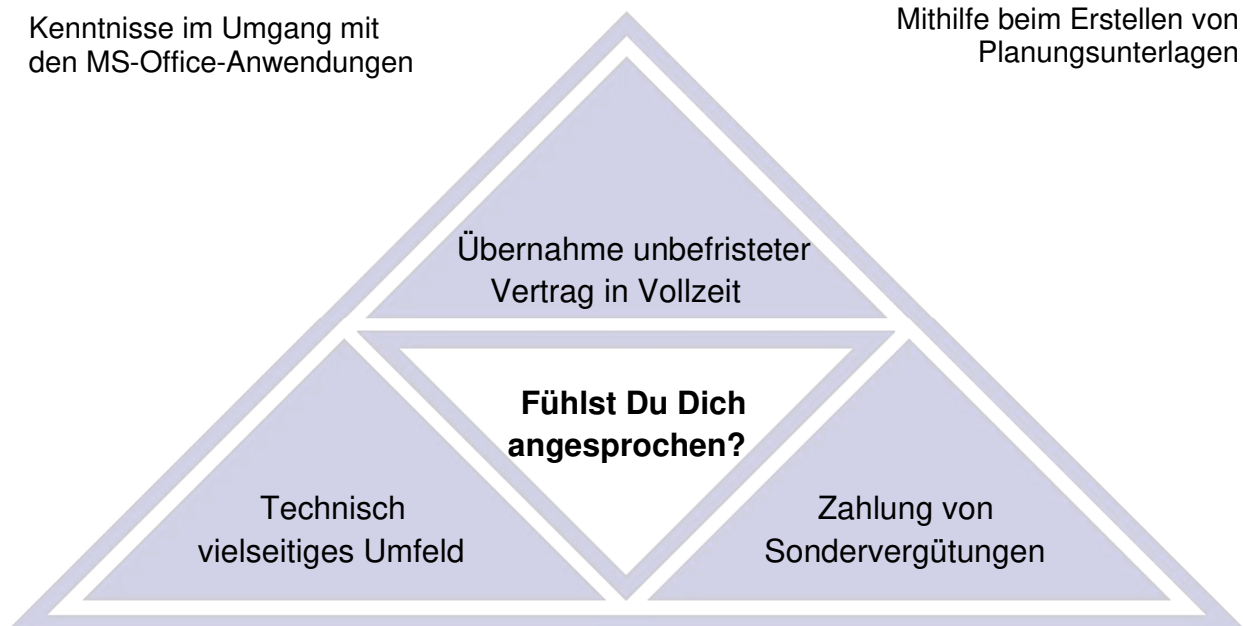 Kenntnisse im Umgang mit
den MS-Office-Anwendungen
Mithilfe beim Erstellen von
Planungsunterlagen
Übernahme unbefristeter
Vertrag in Vollzeit
Fühlst Du Dich
angesprochen?
Technisch
vielseitiges Umfeld
Zahlung von
Sondervergütungen